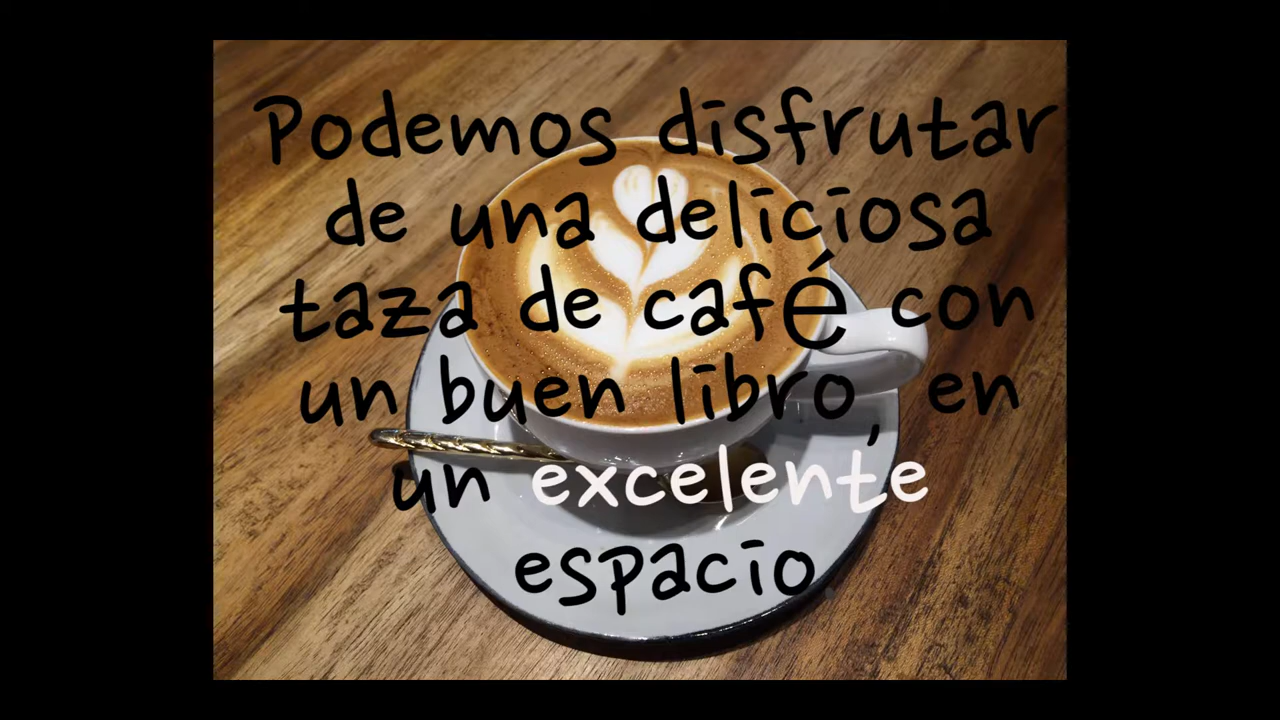 Podemos disfrutar
de una deliciosa
taza de café con
un buen libro, en
un excelente
espacio.